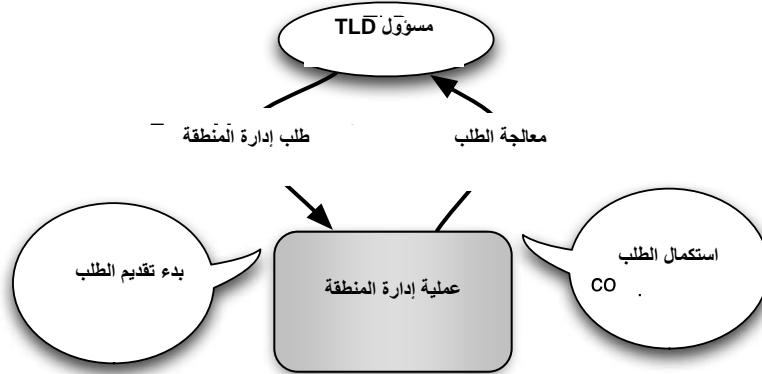 مسؤول TLD
طلب إدارة المنطقة
معالجة الطلب
بدء تقديم الطلب
عملية إدارة المنطقة
استكمال الطلب
co .